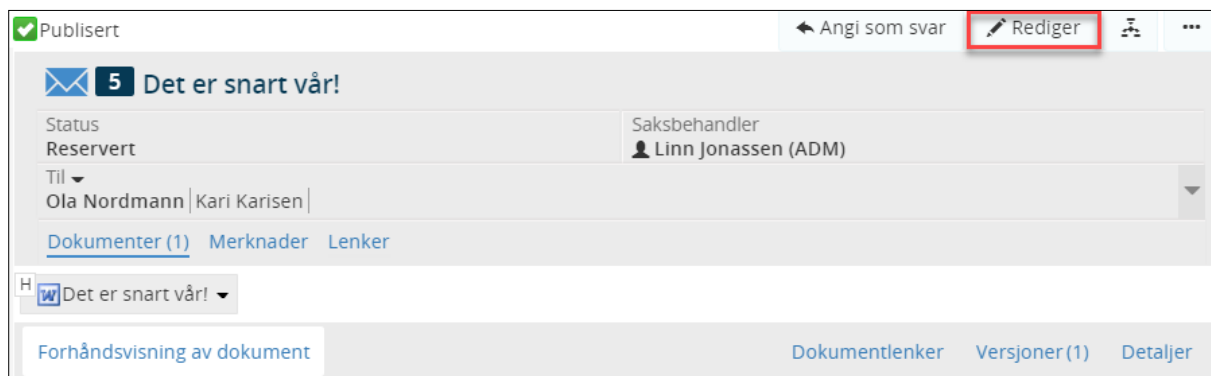 Publisert
Angi som svar Rediger
5 Det er snart vår!
Status Saksbehandler
Reservert Linn Jonassen (ADM)
Til
Ola Nordmann Kari Karisen
Dokumenter (1) Merknader Lenker
H
Det er snart vår!
Forhåndsvisning av dokument Dokumentlenker Versjoner (1) Detaljer